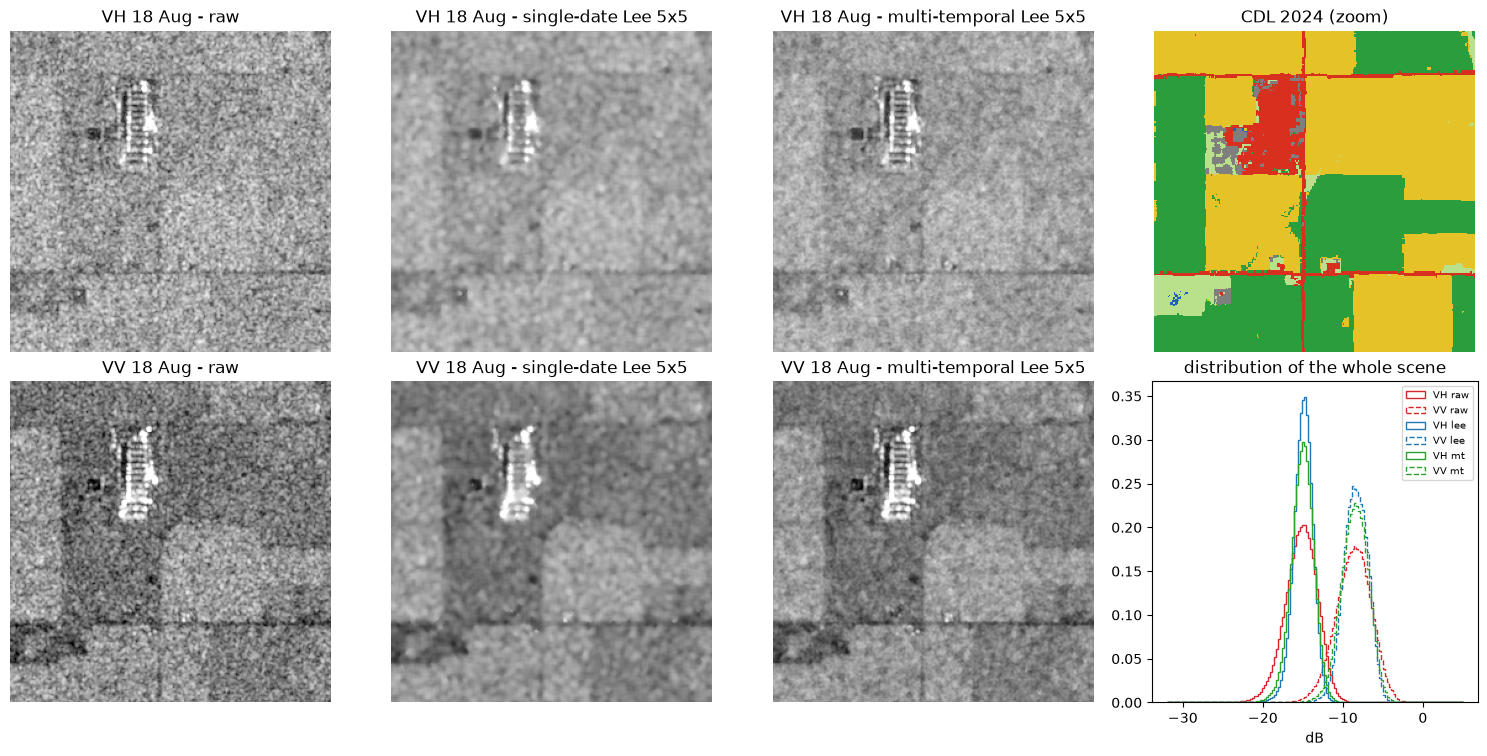 VH 18 Aug - raw
VH 18 Aug - single-date Lee 5x5
VH 18 Aug - multi-temporal Lee 5x5
CDL 2024 (zoom)
VV 18 Aug - raw
VV 18 Aug - single-date Lee 5x5
VV 18 Aug - multi-temporal Lee 5x5
distribution of the whole scene
0.35
0.30
0.25
0.20
0.15
0.10
0.05
0.00
VH raw
VV raw
VH lee
VV lee
VH mt
VV mt
−30
−20
−10
0
dB